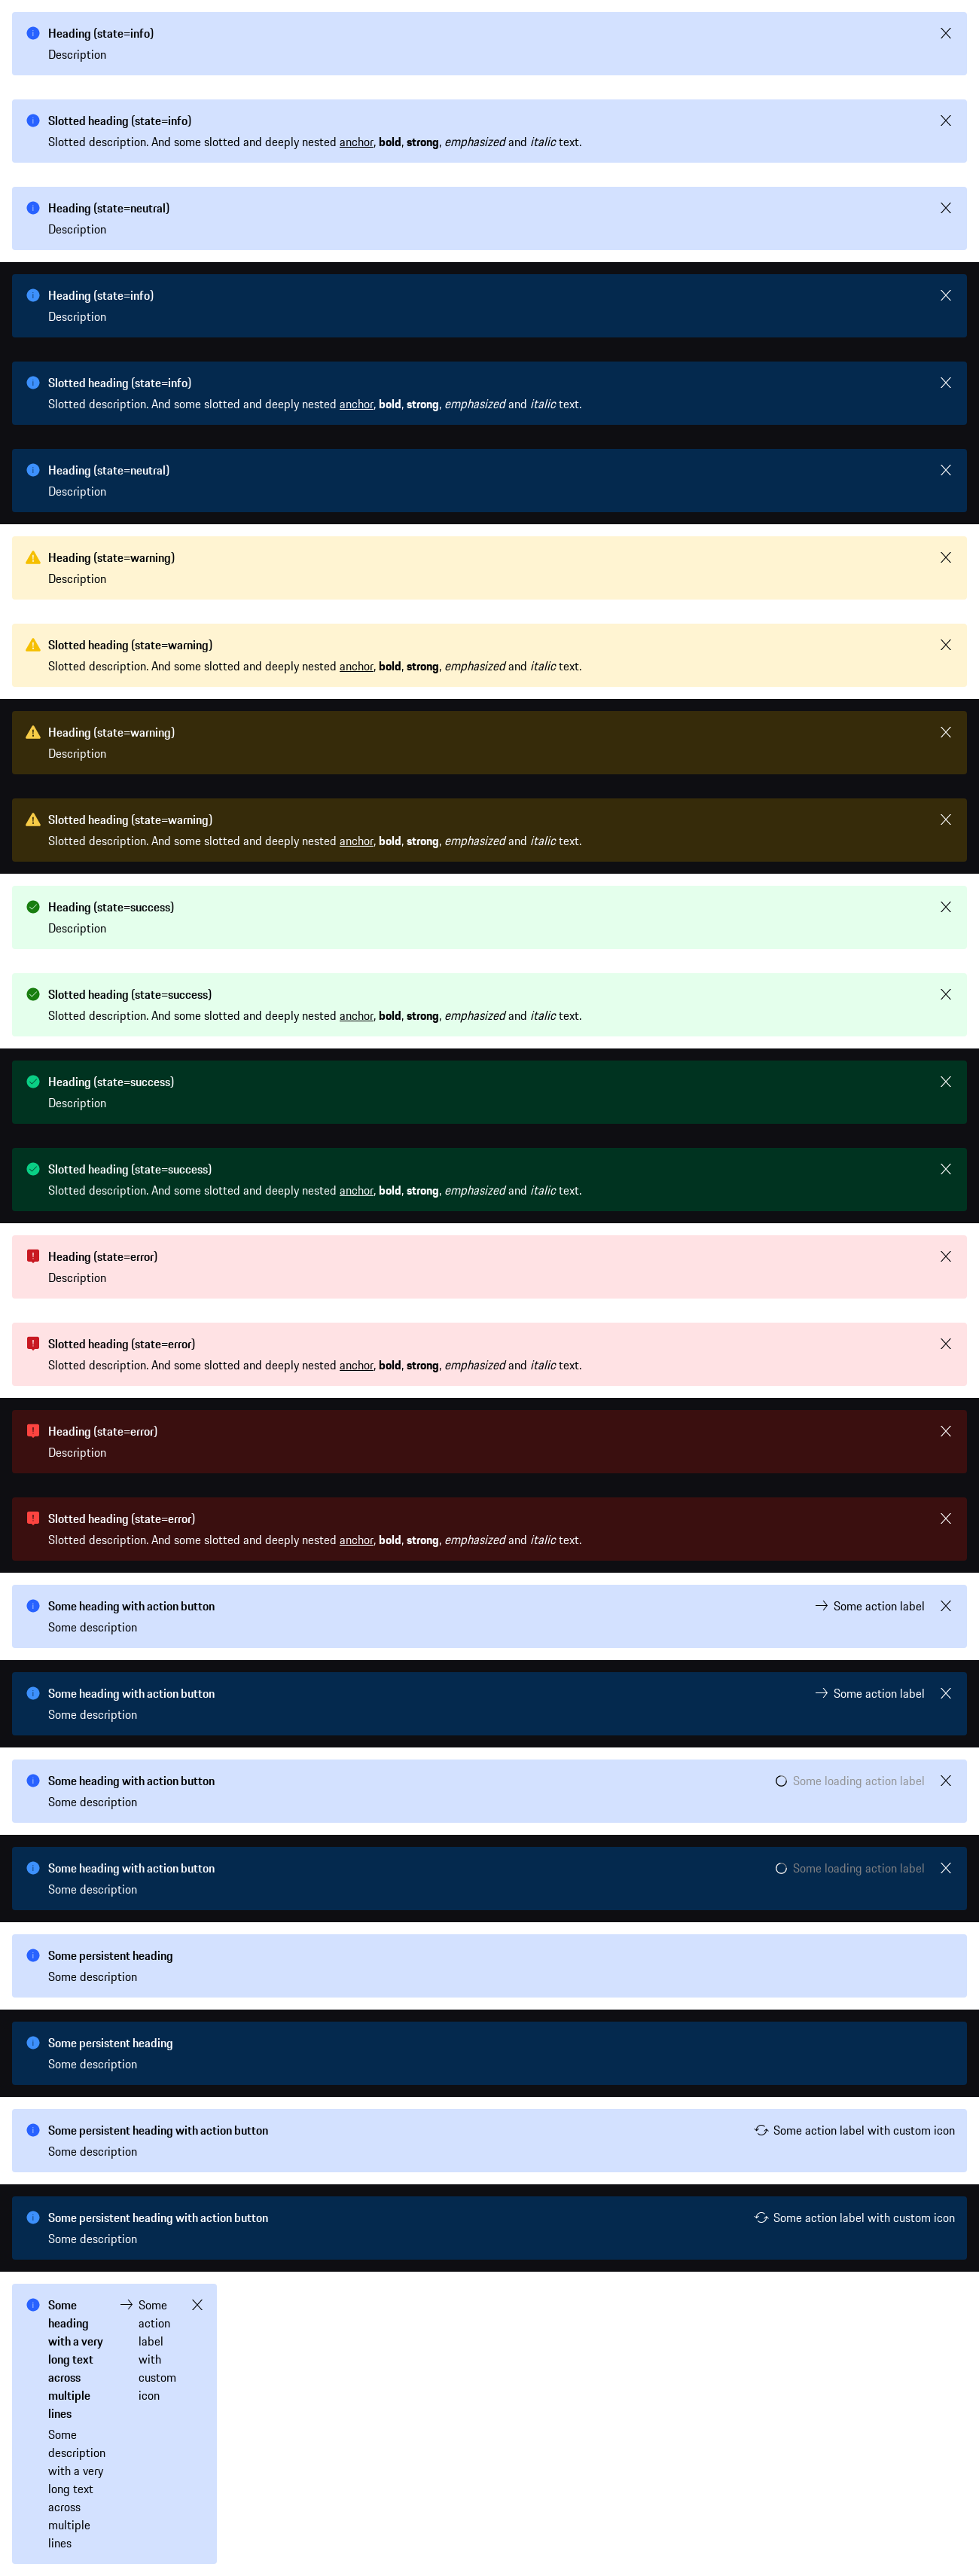 Heading (state=info)
Description
Slotted heading (state=info)
Slotted description. And some slotted and deeply nested anchor, bold, strong, emphasized and italic text.
Heading (state=neutral)
Description
Heading (state=info)
Description
Slotted heading (state=info)
Slotted description. And some slotted and deeply nested anchor, bold, strong, emphasized and italic text.
Heading (state=neutral)
Description
Heading (state=warning)
Description
Slotted heading (state=warning)
Slotted description. And some slotted and deeply nested anchor, bold, strong, emphasized and italic text.
Heading (state=warning)
Description
Slotted heading (state=warning)
Slotted description. And some slotted and deeply nested anchor, bold, strong, emphasized and italic text.
Heading (state=success)
Description
Slotted heading (state=success)
Slotted description. And some slotted and deeply nested anchor, bold, strong, emphasized and italic text.
Heading (state=success)
Description
Slotted heading (state=success)
Slotted description. And some slotted and deeply nested anchor, bold, strong, emphasized and italic text.
Heading (state=error)
Description
Slotted heading (state=error)
Slotted description. And some slotted and deeply nested anchor, bold, strong, emphasized and italic text.
Heading (state=error)
Description
Slotted heading (state=error)
Slotted description. And some slotted and deeply nested anchor, bold, strong, emphasized and italic text.
Some heading with action button
Some action label
Some description
Some heading with action button
Some action label
Some description
Some heading with action button
Some loading action label
Some description
Some heading with action button
Some loading action label
Some description
Some persistent heading
Some description
Some persistent heading
Some description
Some persistent heading with action button
Some action label with custom icon
Some description
Some persistent heading with action button
Some action label with custom icon
Some description
Some
heading
with a very
long text
across
multiple
lines
Some
description
with a very
long text
across
multiple
lines
Some
action
label
with
custom
icon